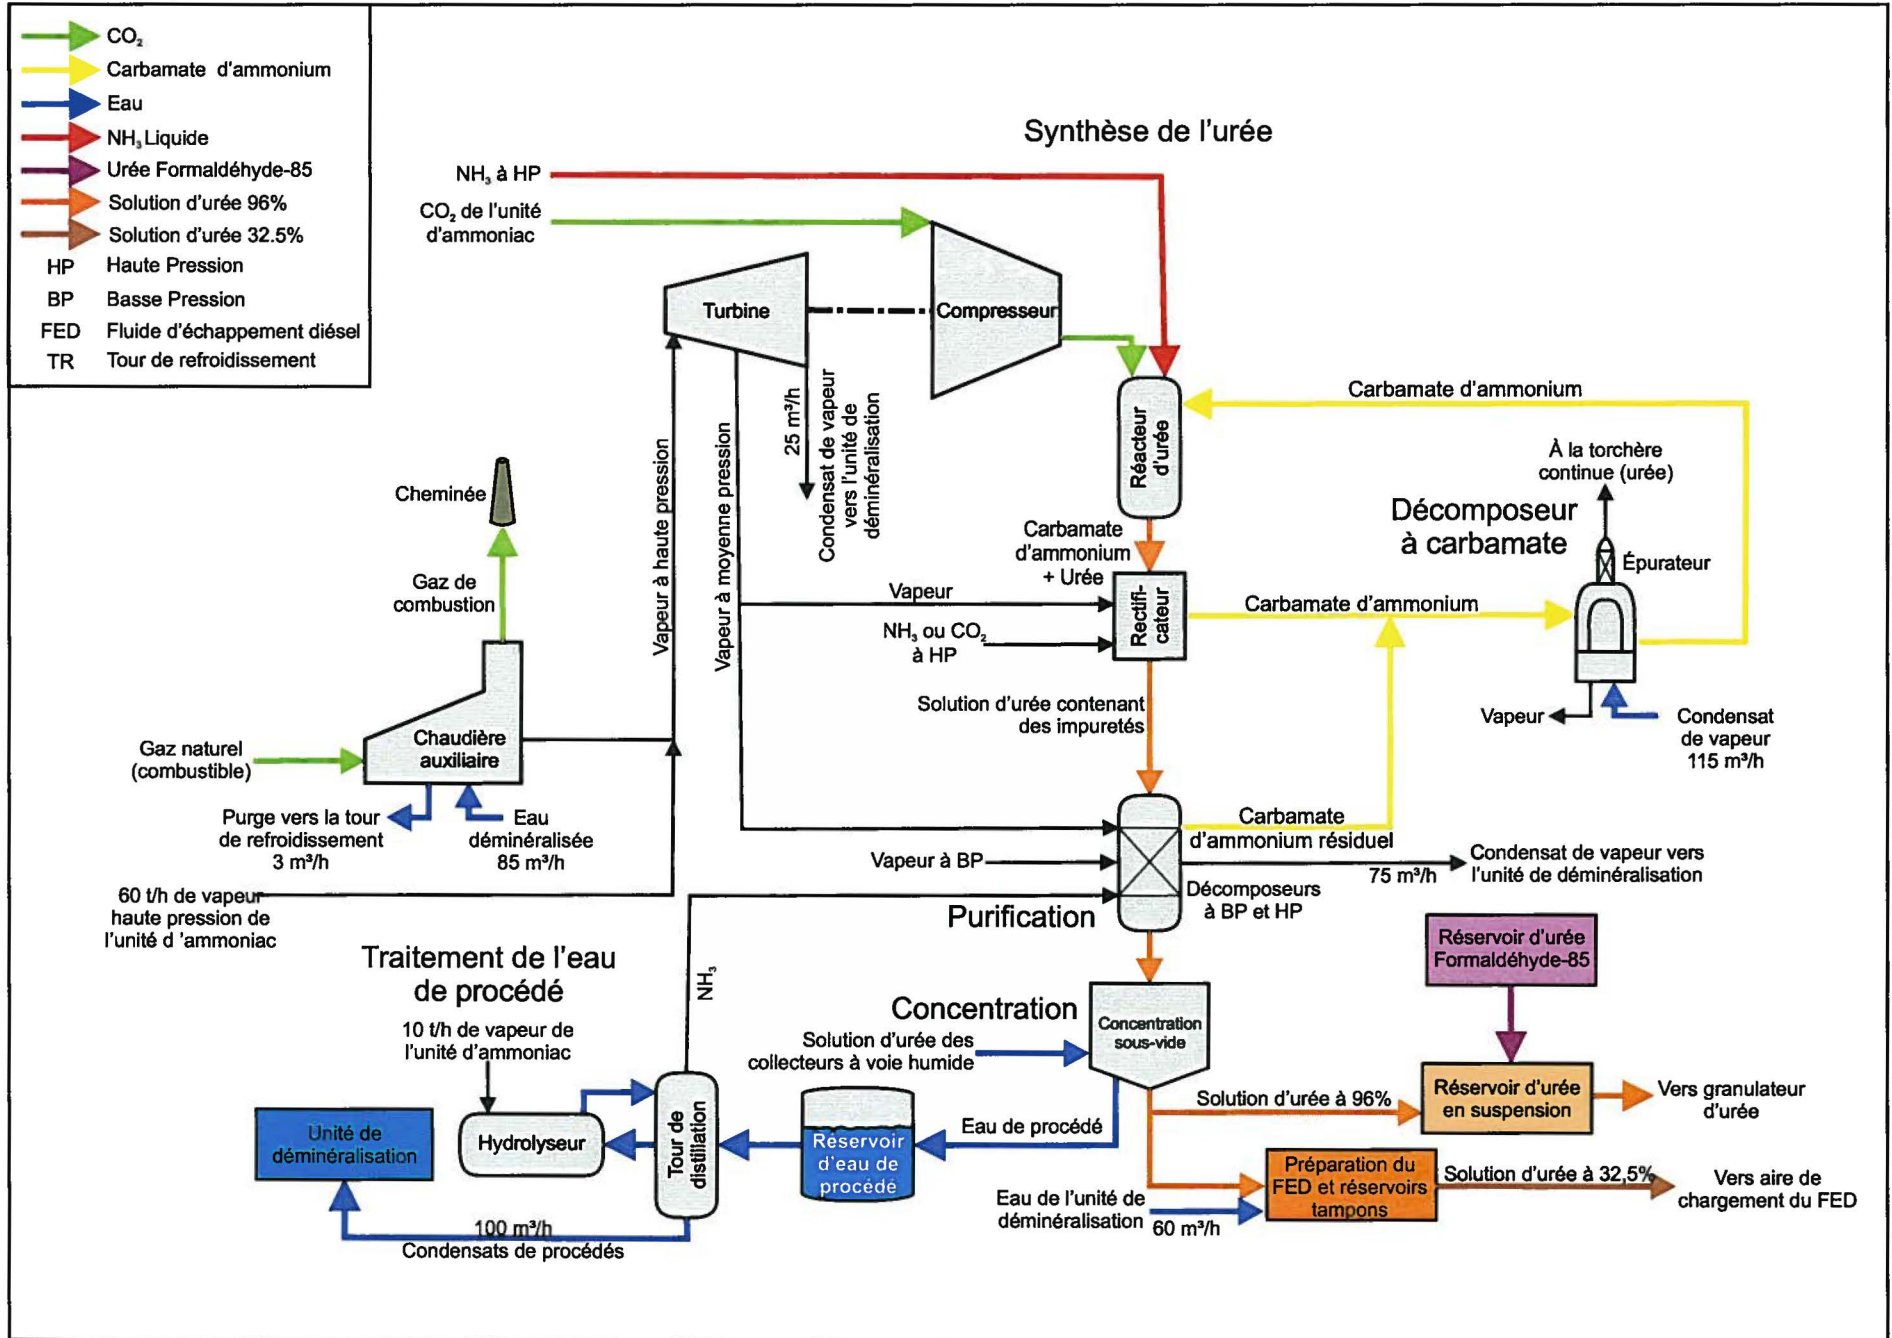 CO₂
Carbamate d'ammonium
Eau
NH₃ Liquide
Urée Formaldéhyde-85
Solution d'urée 96%
Solution d'urée 32.5%
HP Haute Pression
BP Basse Pression
FED Fluide d'échappement diésel
TR Tour de refroidissement
Synthèse de l'urée
NH₃ à HP
CO₂ de l'unité
d'ammoniac
Turbine
Compresseur
25 m³/h
Condensat de vapeur
vers l'unité de
déminéralisation
Vapeur à haute pression
Vapeur à moyenne pression
Réacteur
d'urée
Carbamate d'ammonium
À la torchère
continue (urée)
Décomposeur
à carbamate
Épurateur
Cheminée
Gaz de
combustion
Carbamate
d'ammonium
+ Urée
Vapeur
NH₃ ou CO₂
à HP
Rectifi-
cateur
Carbamate d'ammonium
Solution d'urée contenant
des impuretés
Vapeur
Condensat
de vapeur
115 m³/h
Gaz naturel
(combustible)
Chaudière
auxiliaire
Purge vers la tour
de refroidissement
3 m³/h
Eau
déminéralisée
85 m³/h
60 t/h de vapeur
haute pression de
l'unité d 'ammoniac
Carbamate
d'ammonium résiduel
Vapeur à BP
75 m³/h
Condensat de vapeur vers
l'unité de déminéralisation
Décomposeurs
à BP et HP
Purification
Réservoir d'urée
Formaldéhyde-85
Traitement de l'eau
de procédé
NH₃
10 t/h de vapeur de
l'unité d'ammoniac
Concentration
Solution d'urée des
collecteurs à voie humide
Concentration
sous-vide
Unité de
déminéralisation
Hydrolyseur
Tour de
distillation
Réservoir
d'eau de
procédé
Eau de procédé
Solution d'urée à 96%
Réservoir d'urée
en suspension
Vers granulateur
d'urée
Préparation du
FED et réservoirs
tampons
Solution d'urée à 32,5%
Vers aire de
chargement du FED
Eau de l'unité de
déminéralisation
60 m³/h
100 m³/h
Condensats de procédés